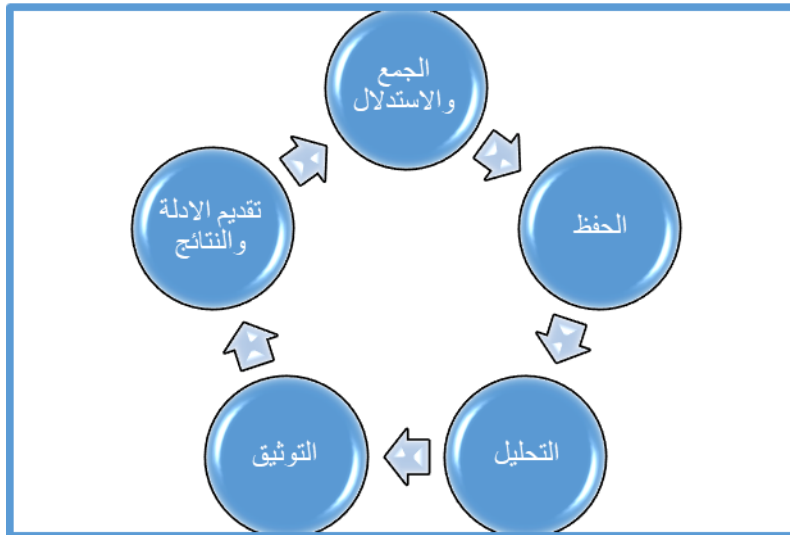 الجمع
والاستدلال
الحفظ
التحليل
التوثيق
تقديم الادلة
والنتائج